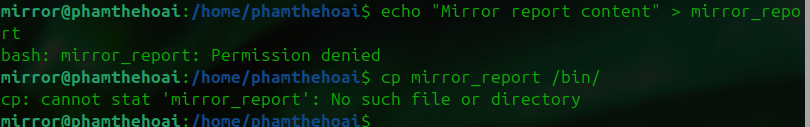 mirror@phamthehoai:/home/phamthehoai$ echo "Mirror report content" > mirror_repo
rt
bash: mirror_report: Permission denied
mirror@phamthehoai:/home/phamthehoai$ cp mirror_report /bin/
cp: cannot stat 'mirror_report': No such file or directory
mirror@phamthehoai:/home/phamthehoai$